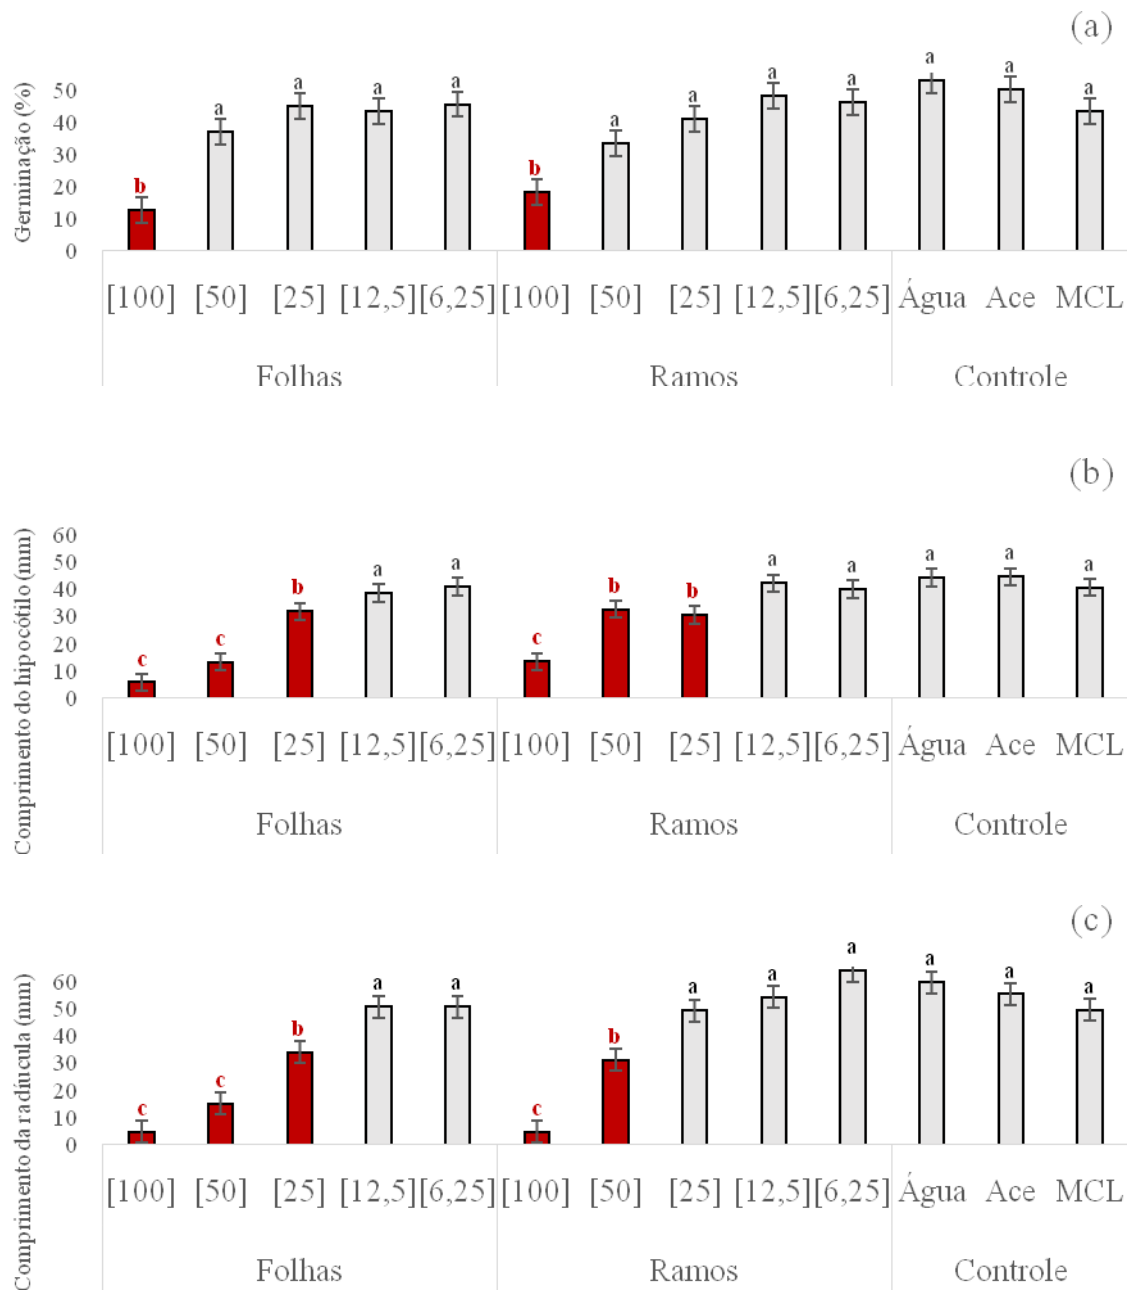 (a)
Germinação (%)
50
40
30
20
10
0
b a a a a b a a a a a a a
[100] [50] [25] [12,5] [6,25] [100] [50] [25] [12,5] [6,25] Água Ace MCL
Folhas Ramos Controle
(b)
Comprimento do hipocótilo (mm)
60
50
40
30
20
10
0
c c b a a c b b a a a a a
[100] [50] [25] [12,5] [6,25] [100] [50] [25] [12,5] [6,25] Água Ace MCL
Folhas Ramos Controle
(c)
Comprimento da radíucula (mm)
60
50
40
30
20
10
0
c c b a a c b a a a a a a
[100] [50] [25] [12,5] [6,25] [100] [50] [25] [12,5] [6,25] Água Ace MCL
Folhas Ramos Controle